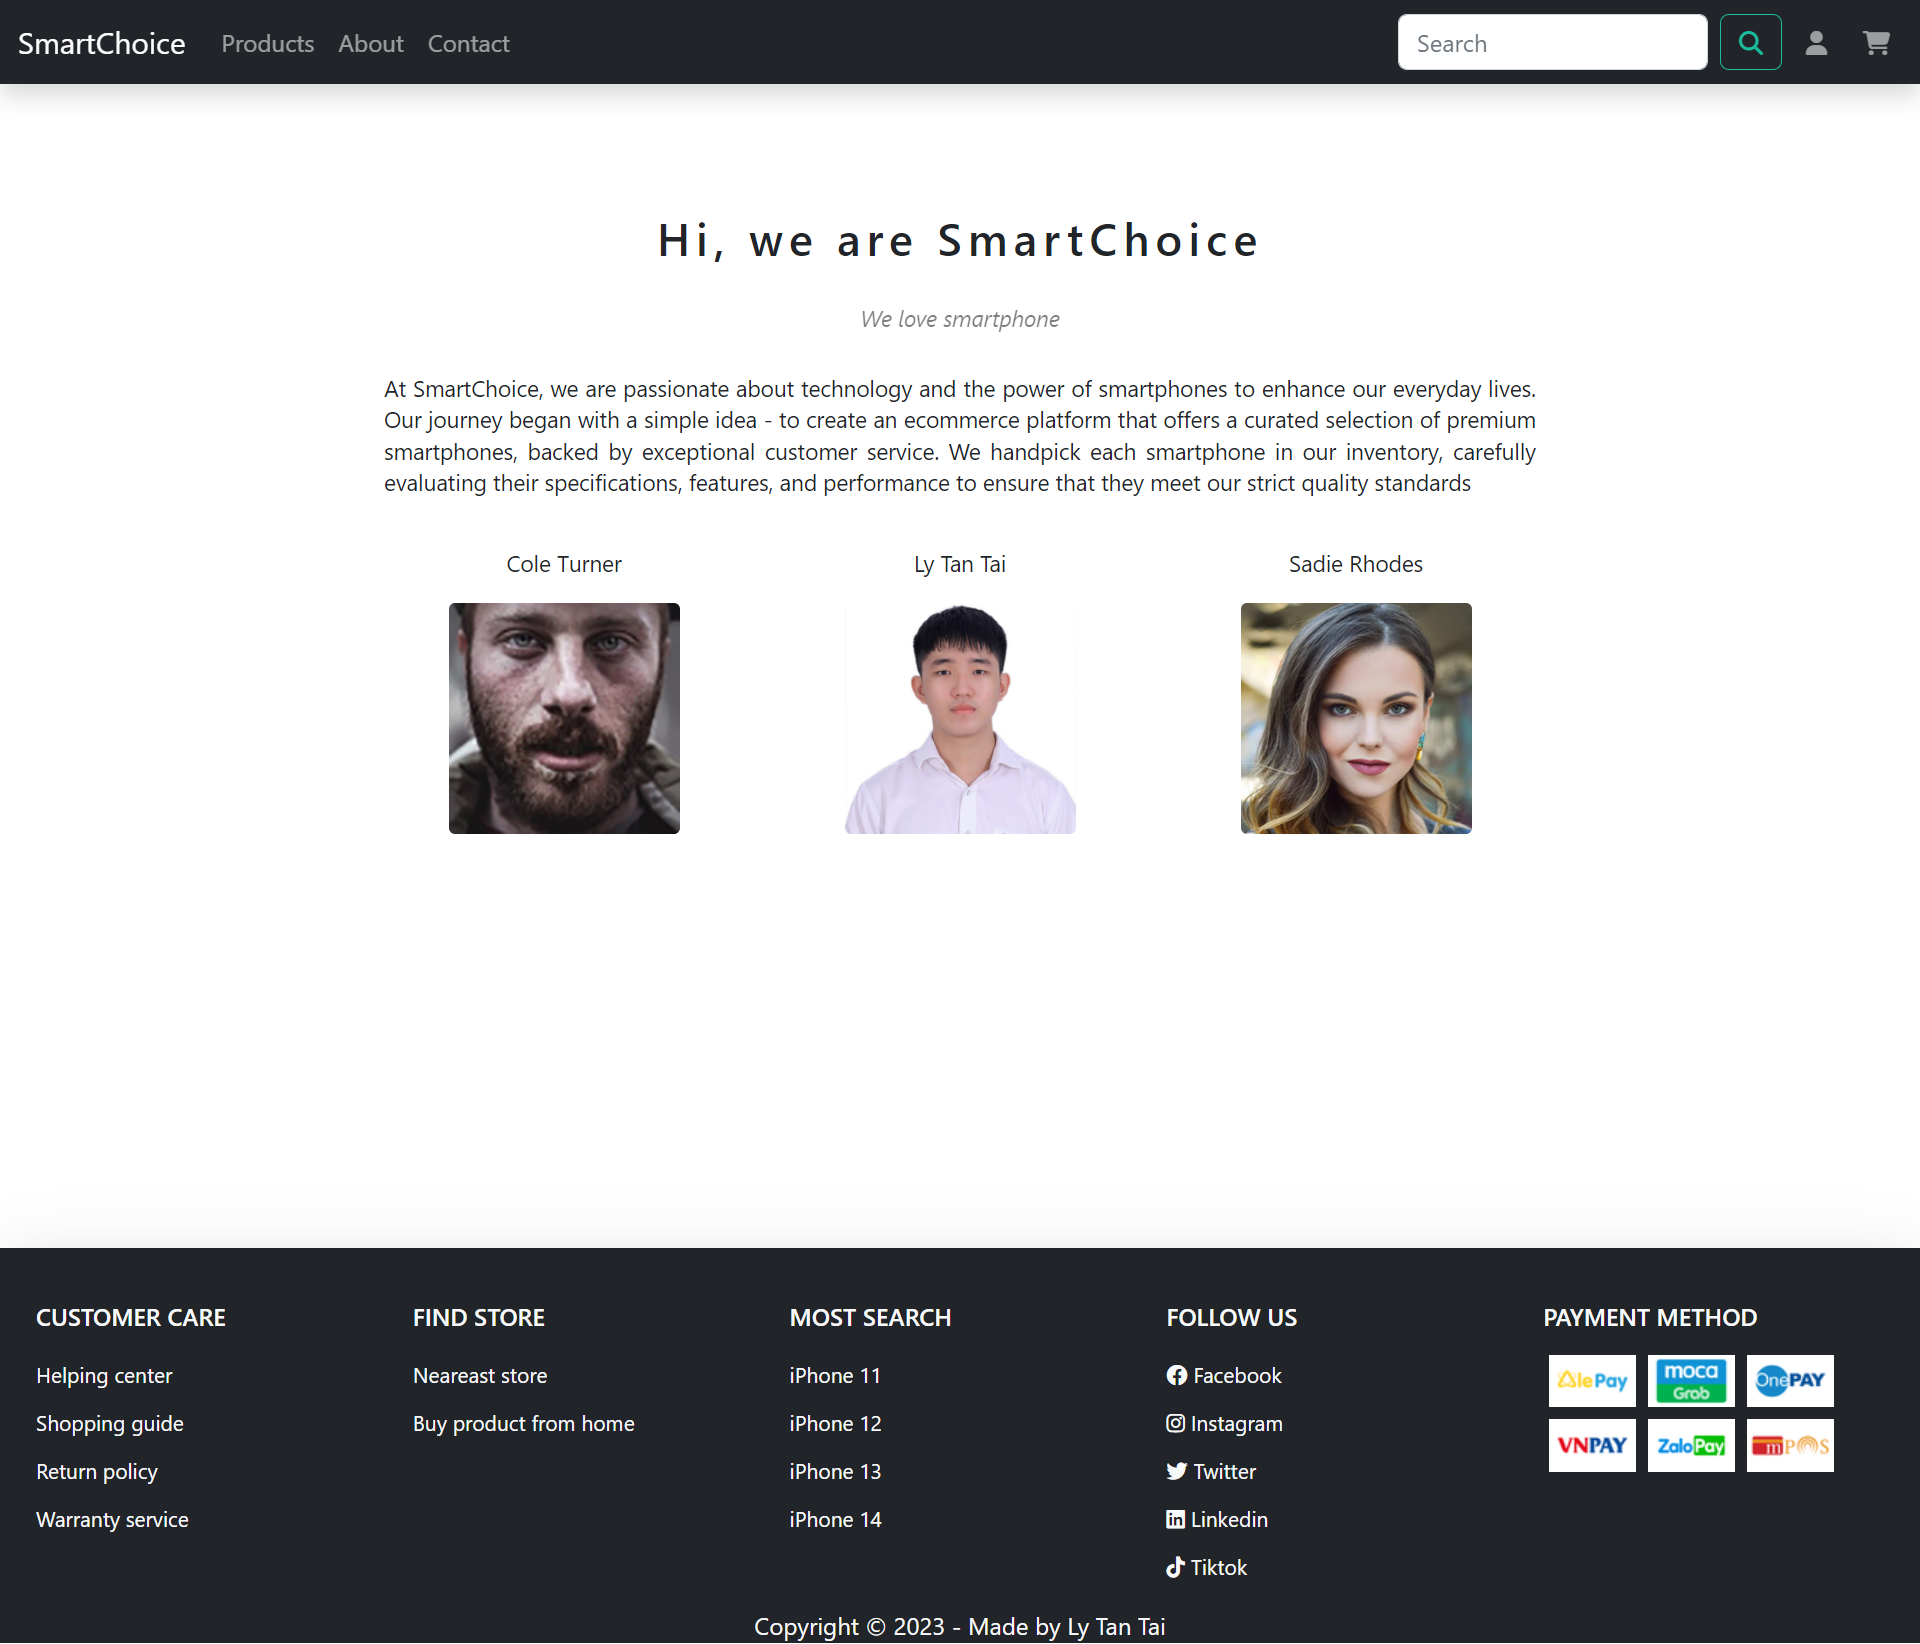 SmartChoice Products About Contact Search
Hi, we are SmartChoice
We love smartphone
At SmartChoice, we are passionate about technology and the power of smartphones to enhance our everyday lives.
Our journey began with a simple idea - to create an ecommerce platform that offers a curated selection of premium
smartphones, backed by exceptional customer service. We handpick each smartphone in our inventory, carefully
evaluating their specifications, features, and performance to ensure that they meet our strict quality standards
Cole Turner
Ly Tan Tai
Sadie Rhodes
CUSTOMER CARE
Helping center
Shopping guide
Return policy
Warranty service
FIND STORE
Neareast store
Buy product from home
MOST SEARCH
iPhone 11
iPhone 12
iPhone 13
iPhone 14
FOLLOW US
Facebook
Instagram
Twitter
Linkedin
Tiktok
PAYMENT METHOD
AlePay
moca
Grab
OnePAY
VNPAY
ZaloPay
mPOS
Copyright © 2023 - Made by Ly Tan Tai